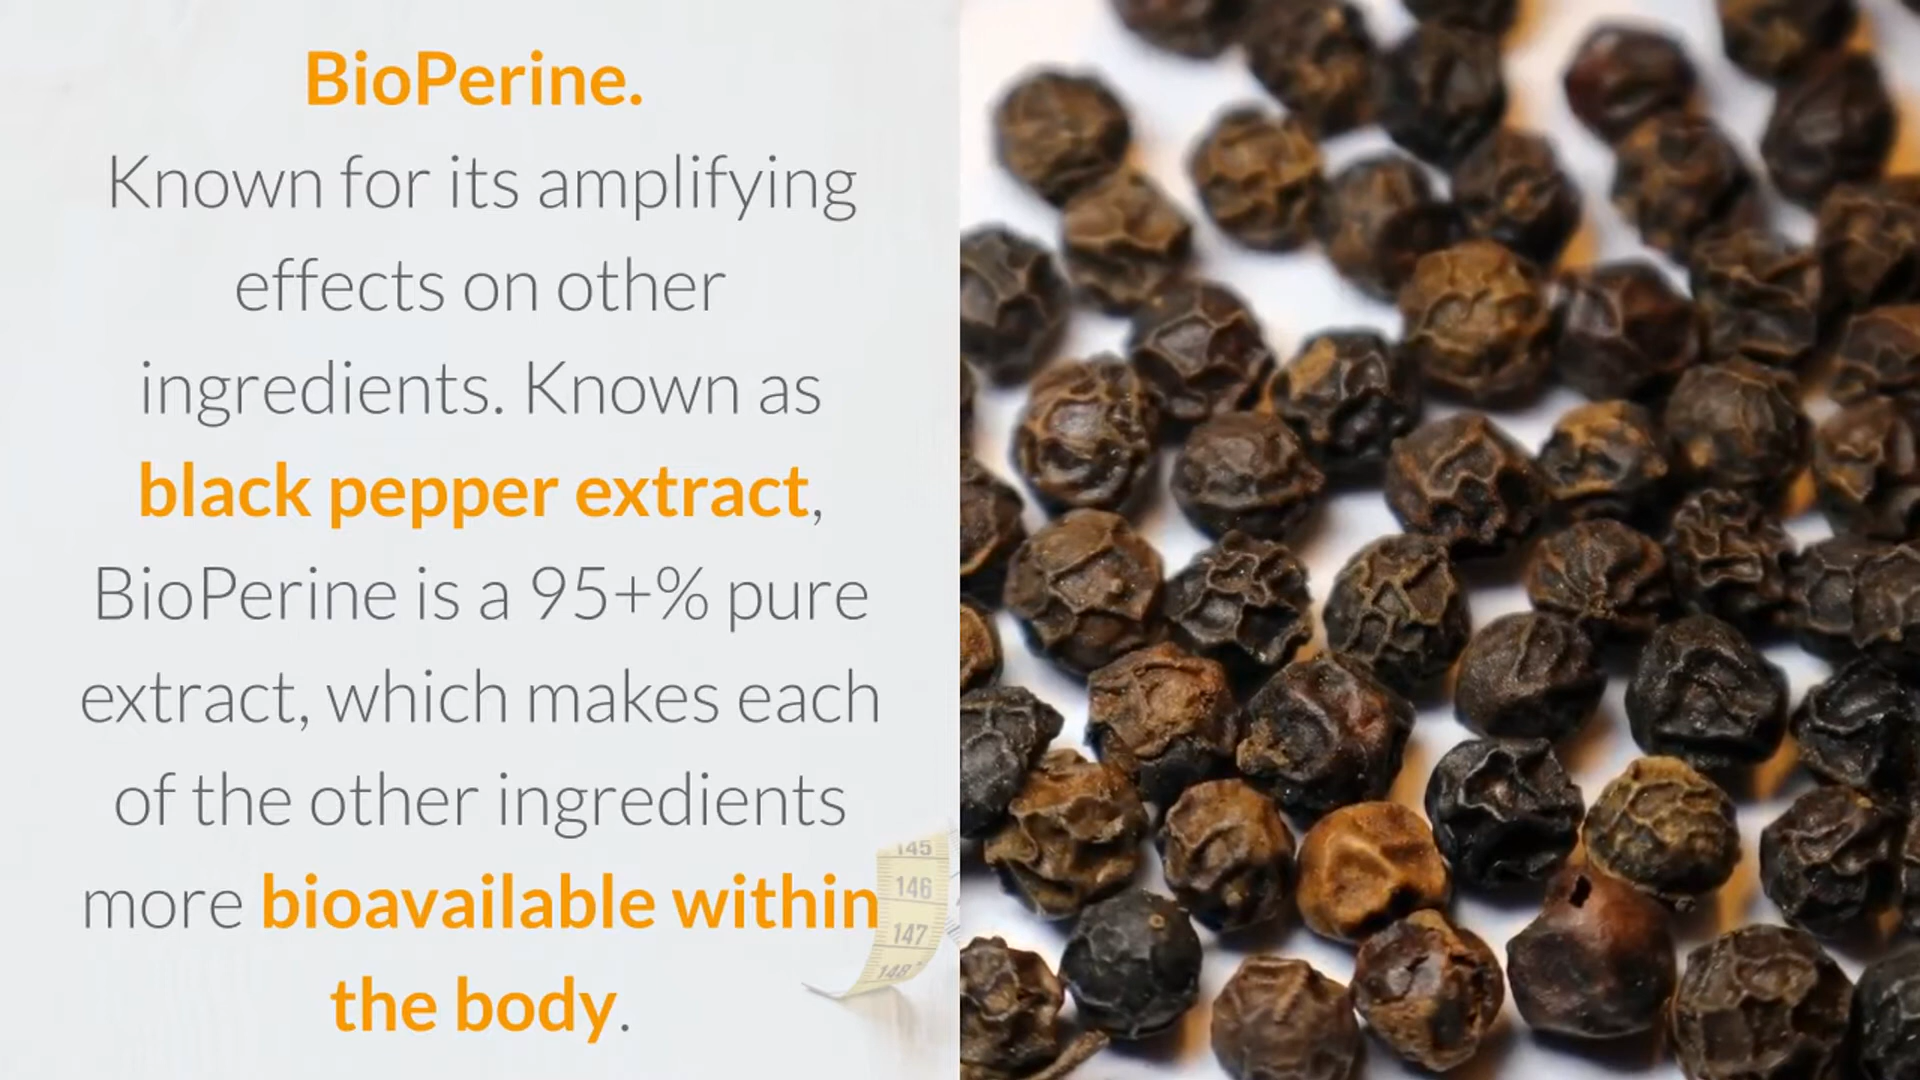 BioPerine.
Known for its amplifying
effects on other
ingredients. Known as
black pepper extract,
BioPerine is a 95+% pure
extract, which makes each
of the other ingredients
more bioavailable within
the body.
145
146
147
148